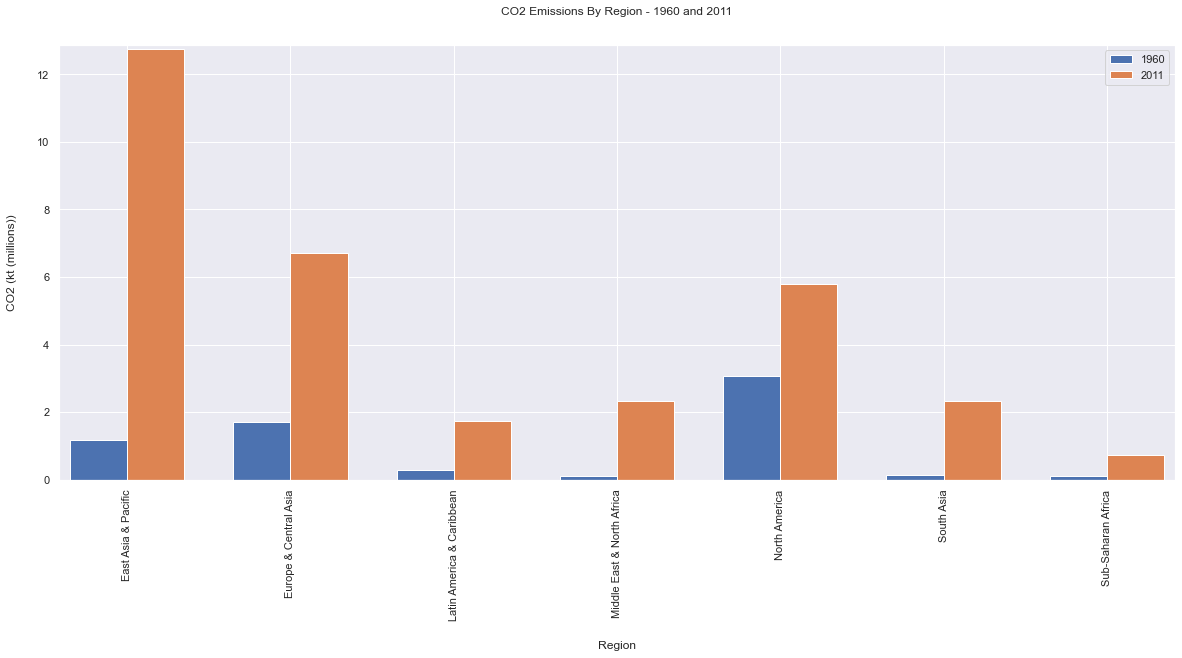 CO2 Emissions By Region - 1960 and 2011
1960
2011
CO2 (kt (millions))
12
10
8
6
4
2
0
East Asia & Pacific
Europe & Central Asia
Latin America & Caribbean
Middle East & North Africa
North America
South Asia
Sub-Saharan Africa
Region